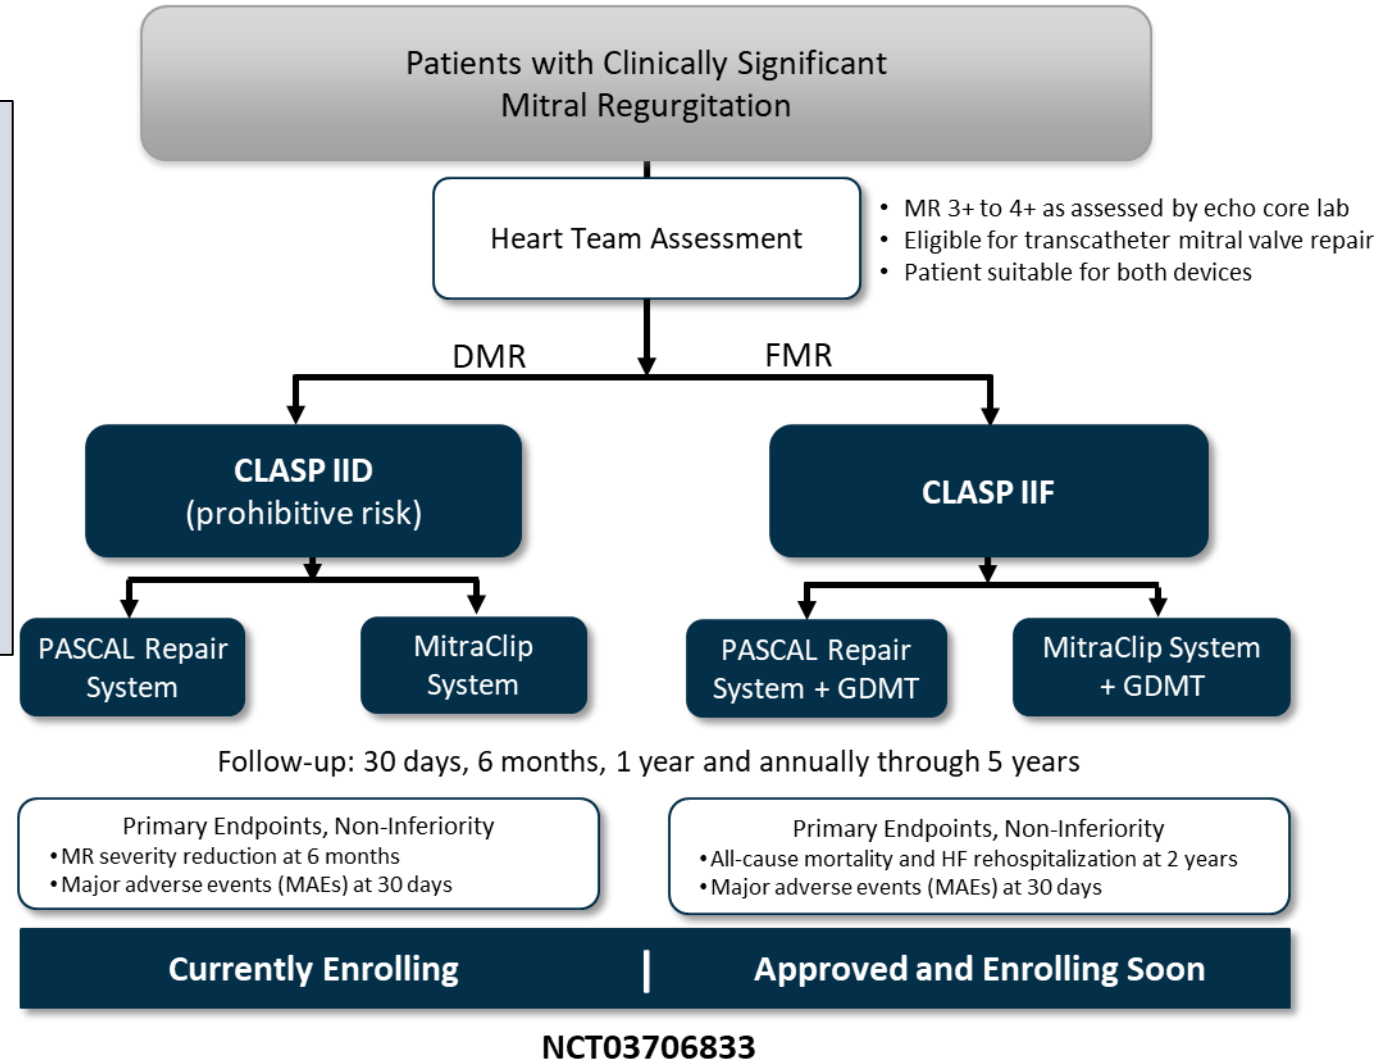 Patients with Clinically Significant
Mitral Regurgitation
Heart Team Assessment
• MR 3+ to 4+ as assessed by echo core lab
• Eligible for transcatheter mitral valve repair
• Patient suitable for both devices
DMR
FMR
CLASP IID
(prohibitive risk)
CLASP IIF
PASCAL Repair
System
MitraClip
System
PASCAL Repair
System + GDMT
MitraClip System
+ GDMT
Follow-up: 30 days, 6 months, 1 year and annually through 5 years
Primary Endpoints, Non-Inferiority
• MR severity reduction at 6 months
• Major adverse events (MAEs) at 30 days
Primary Endpoints, Non-Inferiority
• All-cause mortality and HF rehospitalization at 2 years
• Major adverse events (MAEs) at 30 days
Currently Enrolling | Approved and Enrolling Soon
NCT03706833